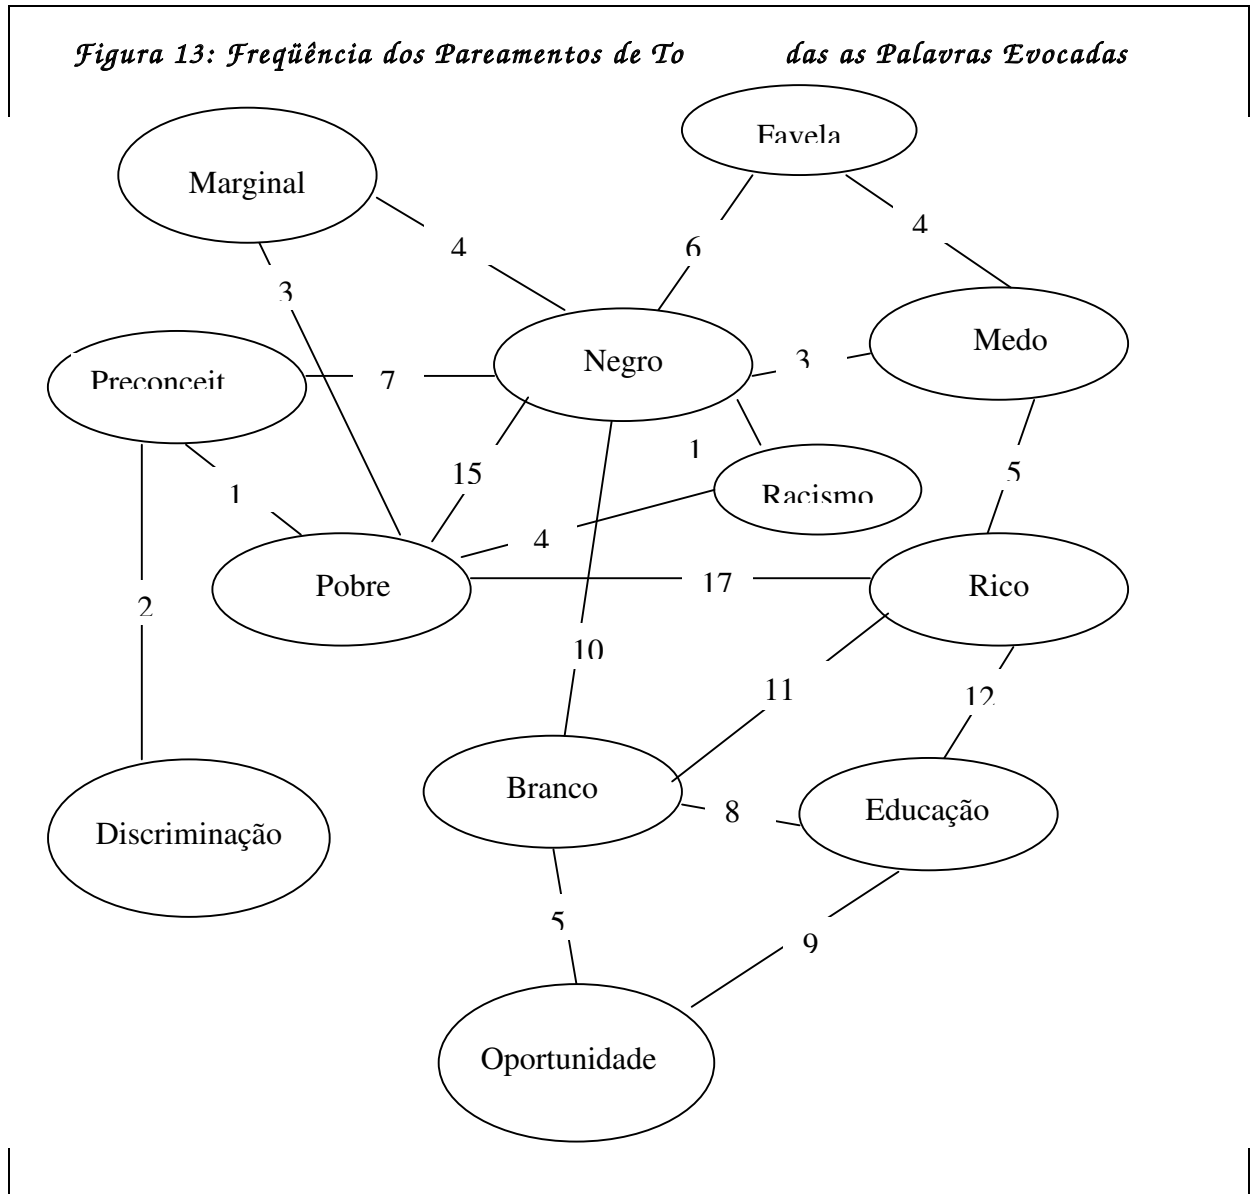 Figura 13: Freqüência dos Pareamentos de To das as Palavras Evocadas
Favela
Marginal
4
4
6
3
Medo
Negro
3
Preconceit
7
1
15
5
Racismo
1
4
17
Pobre
Rico
2
10
11
12
Branco
8
Educação
Discriminação
5
9
Oportunidade